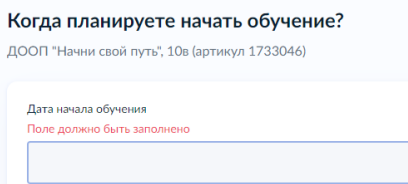 Когда планируете начать обучение?
ДООП "Начни свой путь", 10в (артикул 1733046)
Дата начала обучения
Поле должно быть заполнено